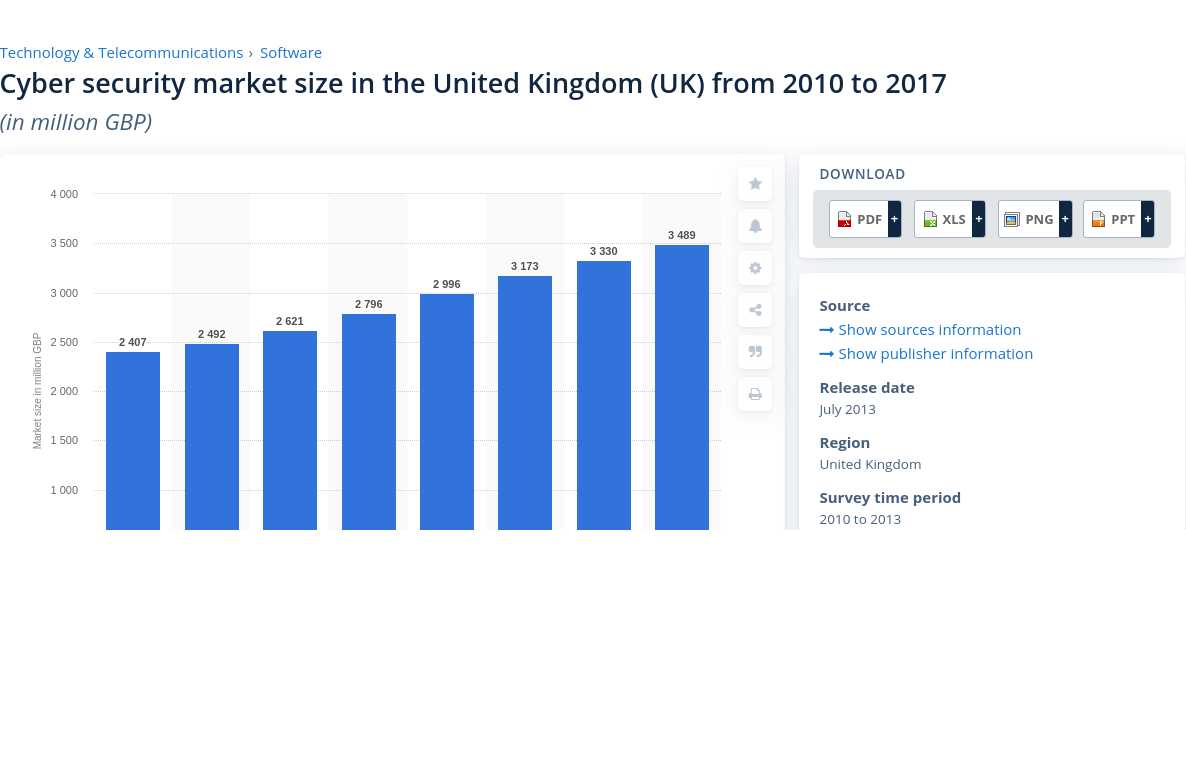 Technology & Telecommunications › Software
Cyber security market size in the United Kingdom (UK) from 2010 to 2017
(in million GBP)
4 000
3 500
3 000
2 500
2 000
1 500
1 000
Market size in million GBP
2 407
2 492
2 621
2 796
2 996
3 173
3 330
3 489
DOWNLOAD
PDF +
XLS +
PNG +
PPT +
Source
Show sources information
Show publisher information
Release date
July 2013
Region
United Kingdom
Survey time period
2010 to 2013